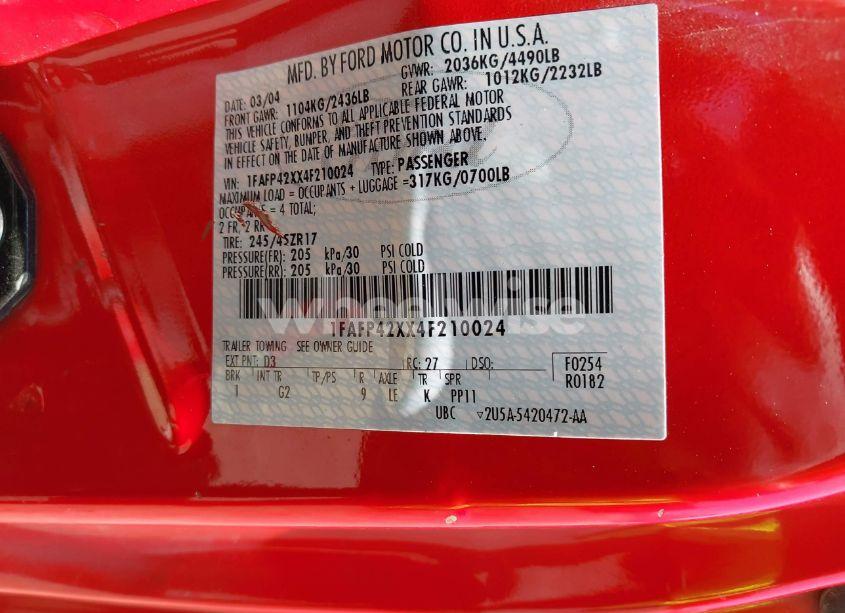 MFD. BY FORD MOTOR CO. IN U.S.A.
DATE: 03/04 GVWR: 2036KG/4490LB
FRONT GAWR: 1104KG/2436LB REAR GAWR: 1012KG/2232LB
THIS VEHICLE CONFORMS TO ALL APPLICABLE FEDERAL MOTOR
VEHICLE SAFETY, BUMPER, AND THEFT PREVENTION STANDARDS
IN EFFECT ON THE DATE OF MANUFACTURE SHOWN ABOVE.
VIN: 1FAFP42XX4F210024 TYPE: PASSENGER
MAXIMUM LOAD = OCCUPANTS + LUGGAGE =317KG/0700LB
= 4 TOTAL;
2 FR, 2 RR
TIRE: 245/45ZR17
PRESSURE(FR) 205 kPa/30 PSI COLD
PRESSURE(RR) 205 kPa/30 PSI COLD
wheelwise
1FAFP42XX4F210024
TRAILER TOWING SEE OWNER GUIDE
EXT PNT: D3 RC: 27 DSO: F0254
BRK INT TR TP/PS R AXLE TR SPR R0182
1 G2 9 LE K PP11
UBC ▽2U5A-5420472-AA